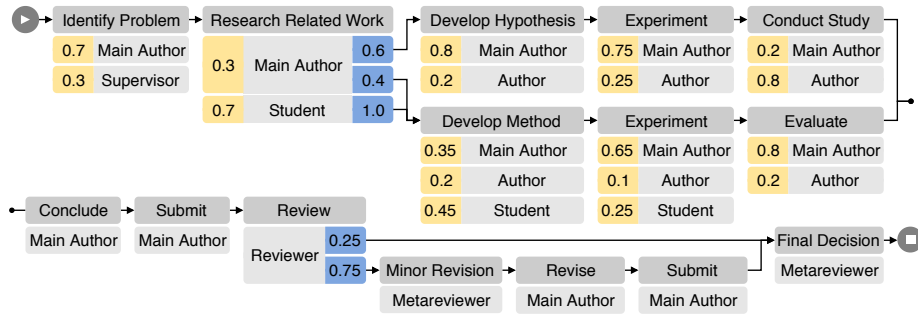 Identify Problem Research Related Work Develop Hypothesis Experiment Conduct Study
0.7 Main Author 0.3 Main Author 0.6 0.8 Main Author 0.75 Main Author 0.2 Main Author
0.3 Supervisor 0.4 0.2 Author 0.25 Author 0.8 Author
0.7 Student 1.0
Develop Method Experiment Evaluate
0.35 Main Author 0.65 Main Author 0.8 Main Author
0.2 Author 0.1 Author 0.2 Author
0.45 Student 0.25 Student
Conclude Submit Review
Main Author Main Author Reviewer 0.25 Final Decision
0.75 Minor Revision Revise Submit Metareviewer
Metareviewer Main Author Main Author